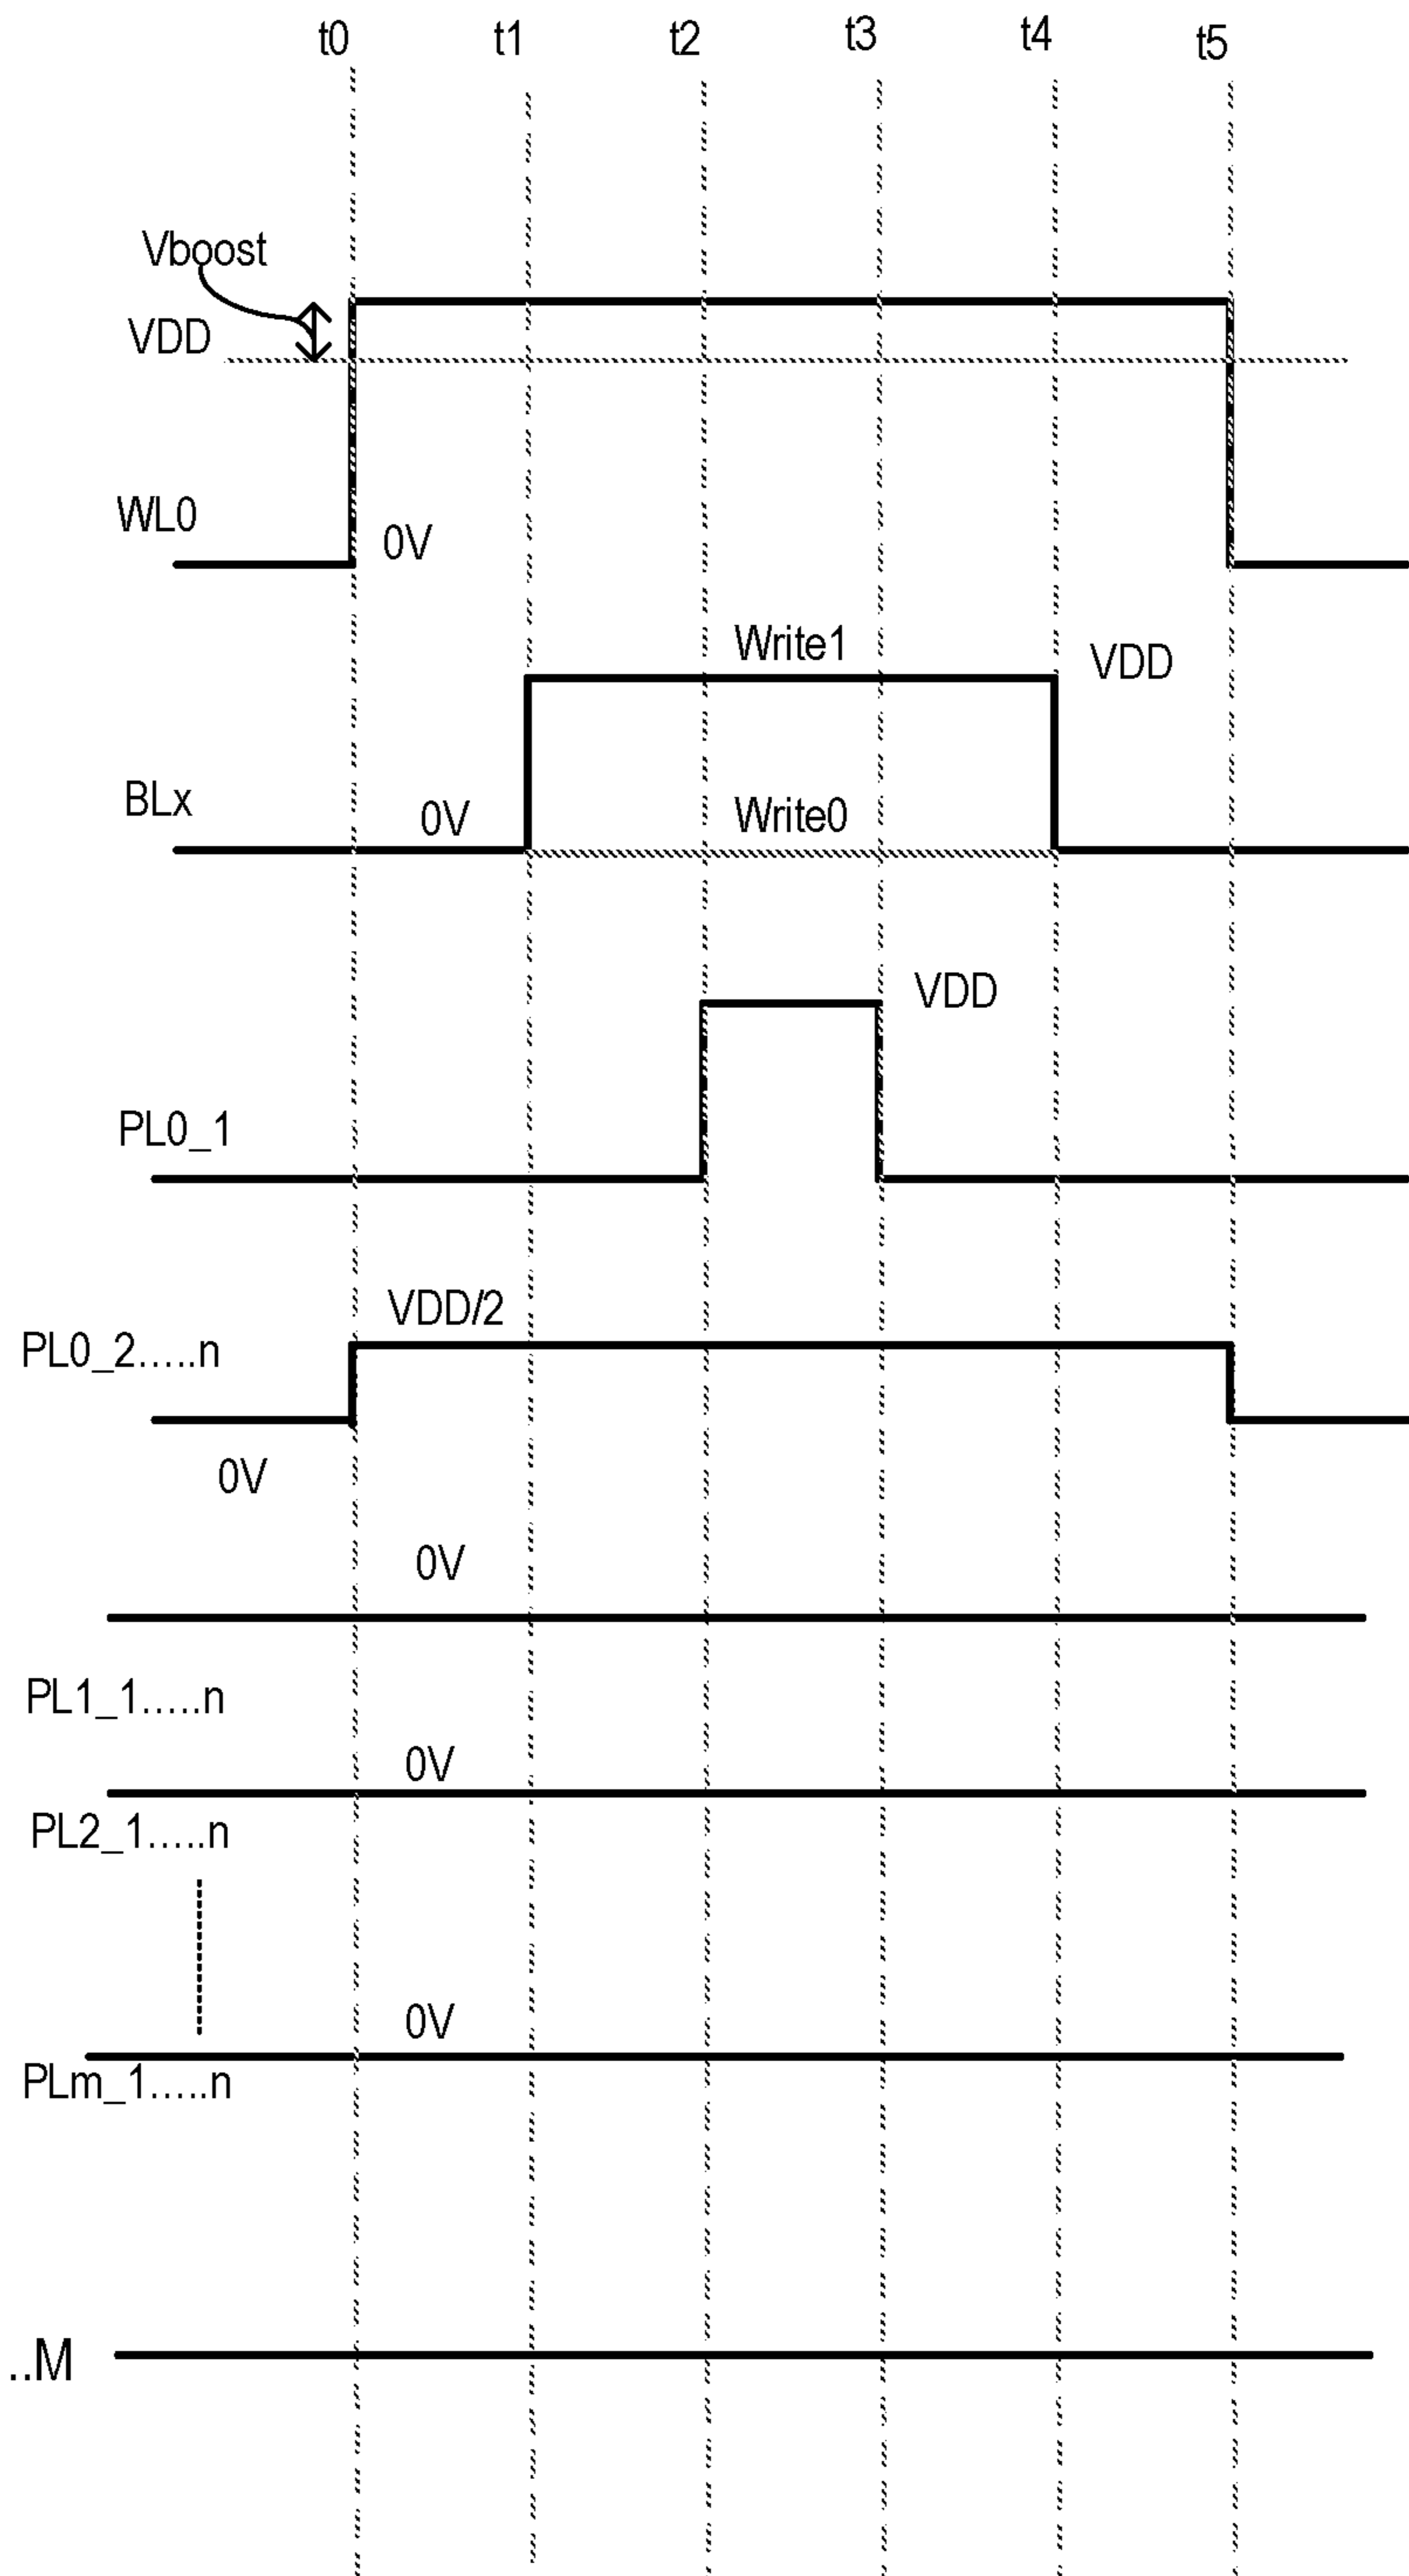 t0 t1 t2 t3 t4 t5
Vboost
VDD
WL0
0V
Write1
VDD
BLx
0V
Write0
VDD
PL0_1
VDD/2
PL0_2.....n
0V
0V
PL1_1.....n
0V
PL2_1.....n
0V
PLm_1.....n
..M